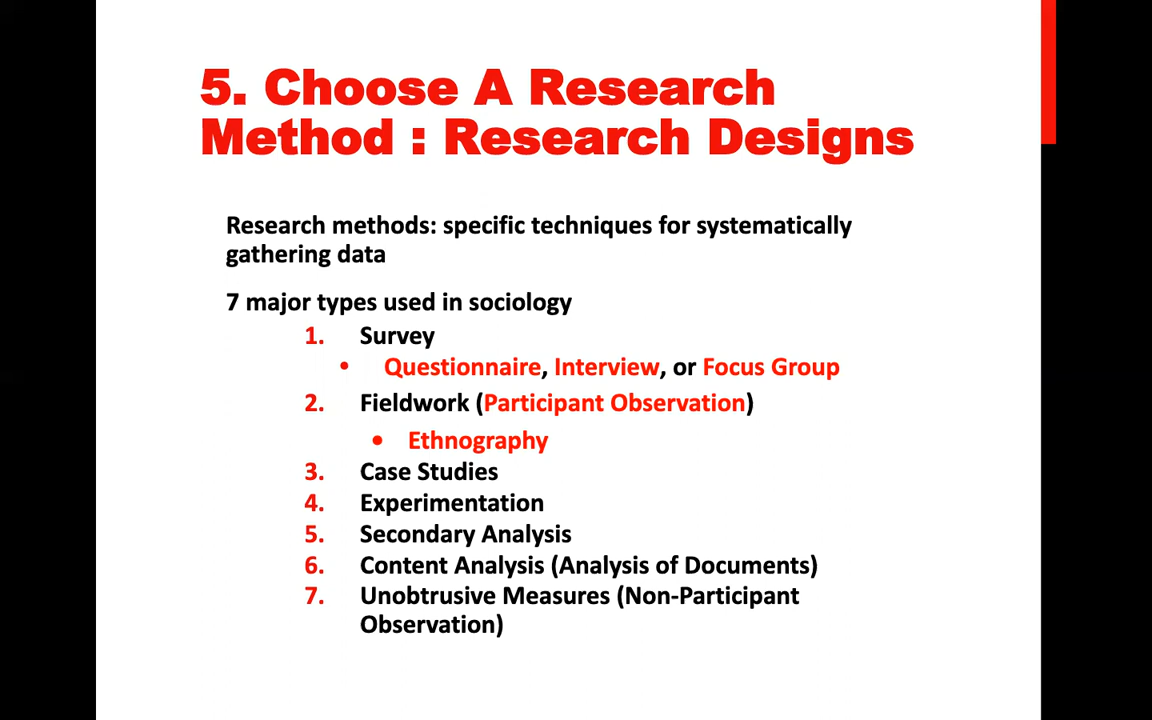 5. Choose A Research
Method : Research Designs
Research methods: specific techniques for systematically
gathering data
7 major types used in sociology
1. Survey
• Questionnaire, Interview, or Focus Group
2. Fieldwork (Participant Observation)
• Ethnography
3. Case Studies
4. Experimentation
5. Secondary Analysis
6. Content Analysis (Analysis of Documents)
7. Unobtrusive Measures (Non-Participant
Observation)